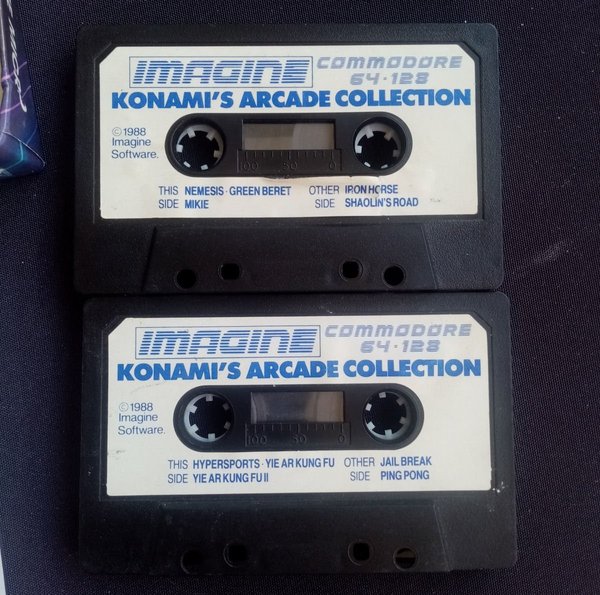 IMAGINE COMMODORE
64·128
KONAMI'S ARCADE COLLECTION
©1988
Imagine
Software.
100 50 0
THIS NEMESIS·GREEN BERET OTHER IRON HORSE
SIDE MIKIE SIDE SHAOLIN'S ROAD
IMAGINE COMMODORE
64·128
KONAMI'S ARCADE COLLECTION
©1988
Imagine
Software.
100 50 0
THIS HYPERSPORTS·YIE AR KUNG FU OTHER JAIL BREAK
SIDE YIE AR KUNG FU II SIDE PING PONG